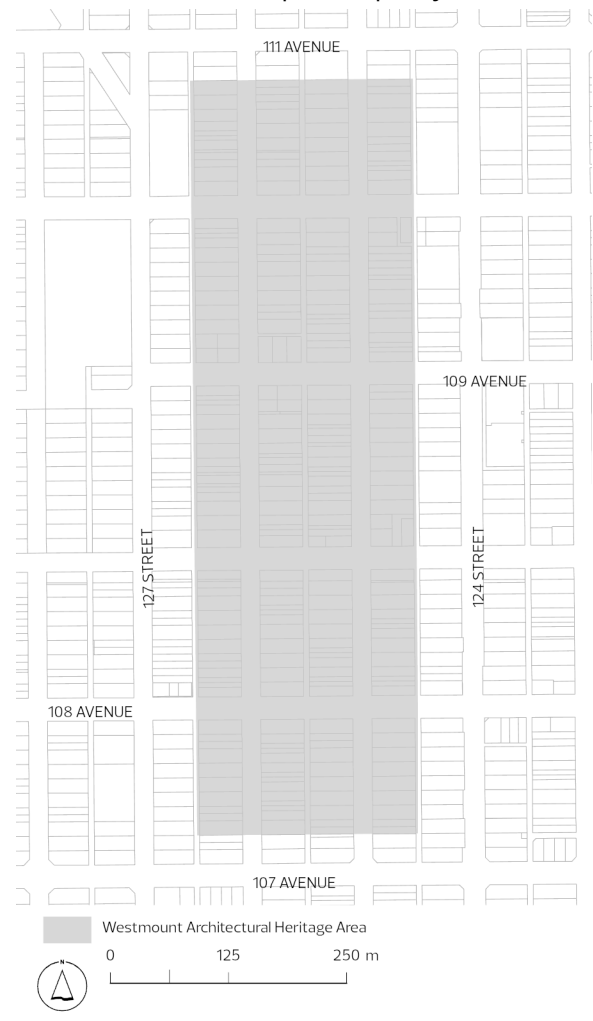 111 AVENUE
109 AVENUE
127 STREET
124 STREET
108 AVENUE
107 AVENUE
Westmount Architectural Heritage Area
0 125 250 m
N